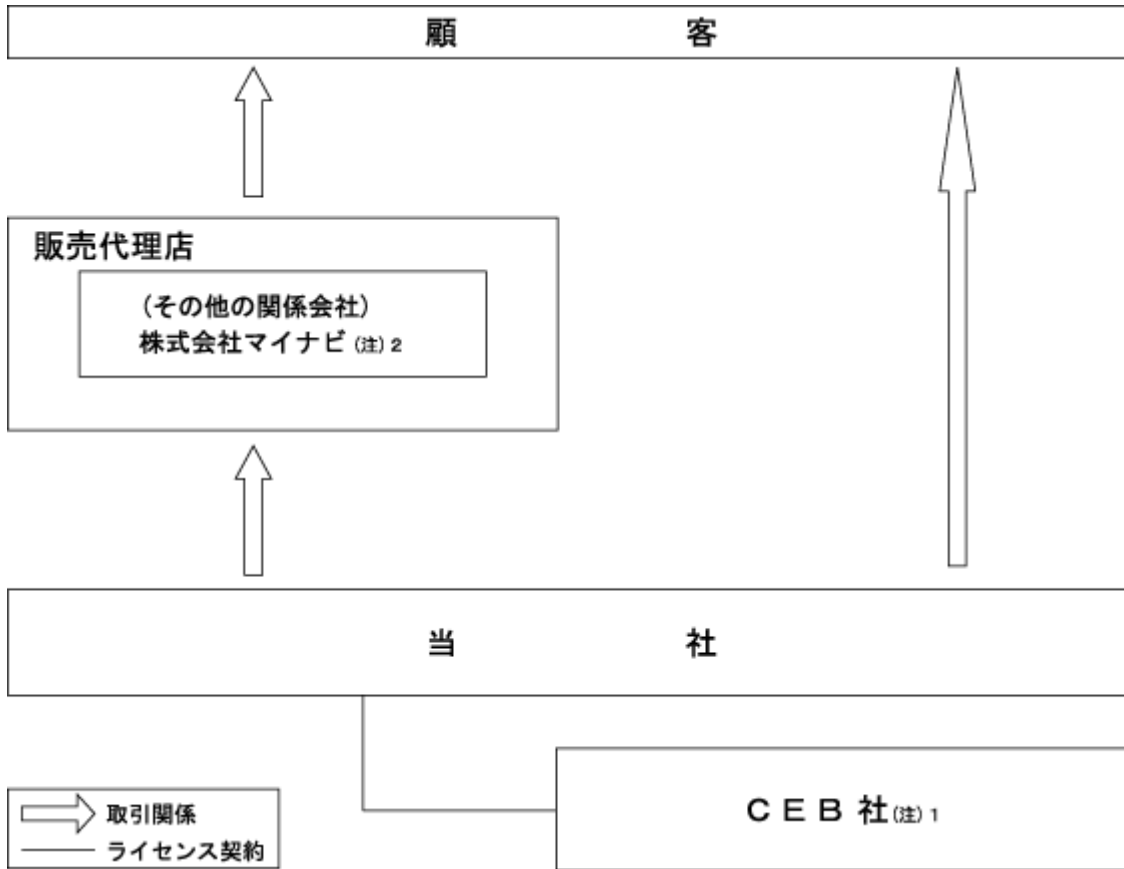 顧　客
販売代理店
(その他の関係会社)
株式会社マイナビ(注)2
当　社
CEB社(注)1
取引関係
ライセンス契約